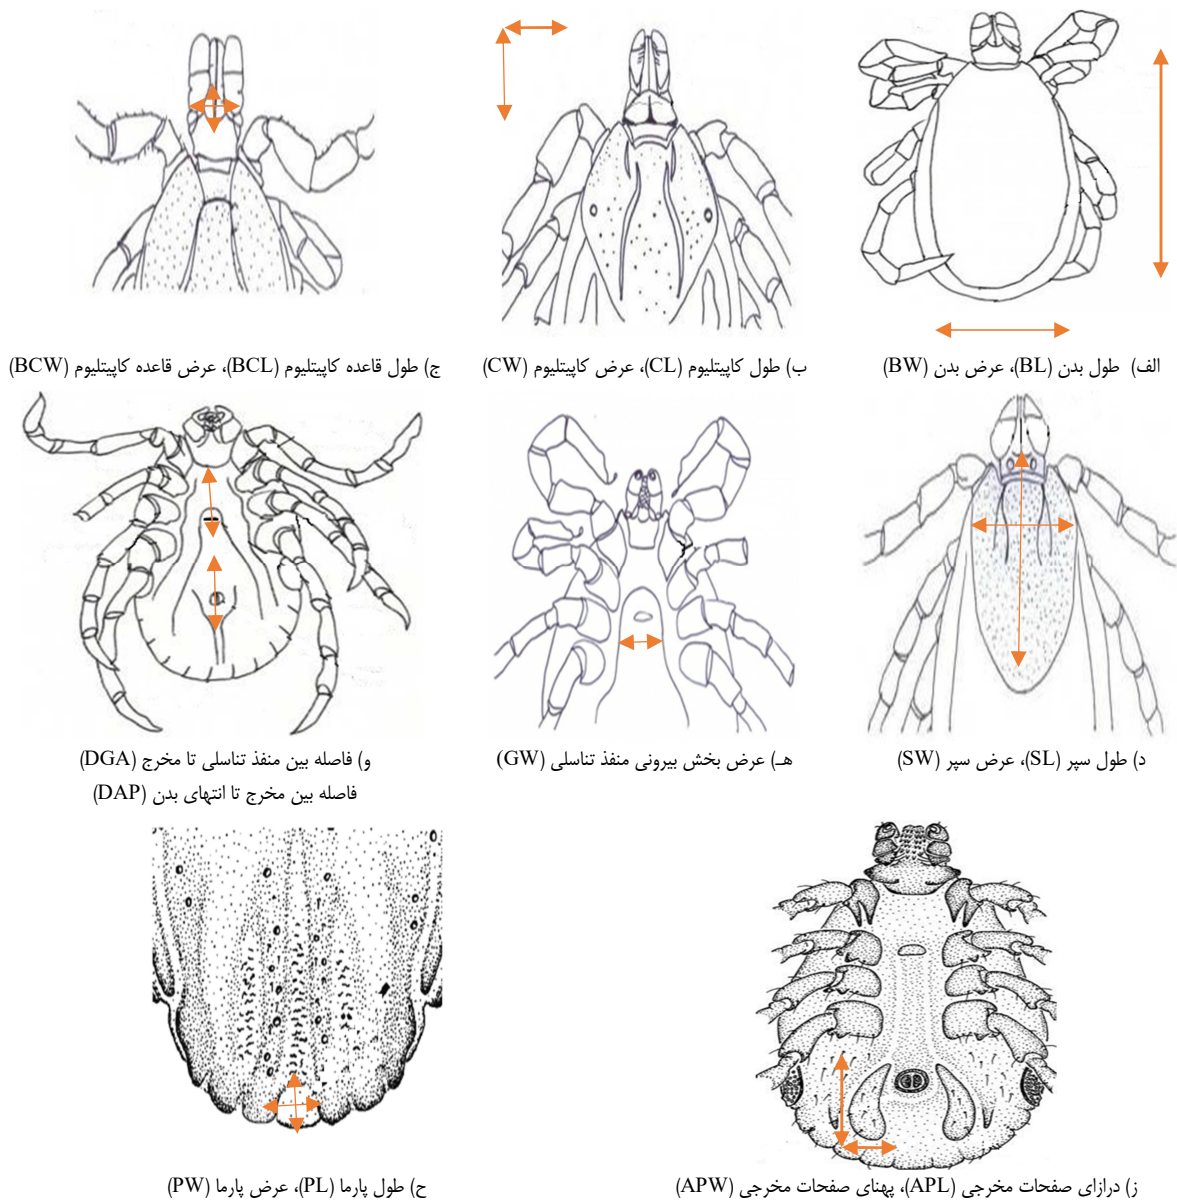 الف) طول بدن (BL)، عرض بدن (BW)
ب) طول کاپیتلیوم (CL)، عرض کاپیتلیوم (CW)
ج) طول قاعده کاپیتلیوم (BCL)، عرض قاعده کاپیتلیوم (BCW)
د) طول سپر (SL)، عرض سپر (SW)
هـ) عرض بخش بیرونی منفذ تناسلی (GW)
و) فاصله بین منفذ تناسلی تا مخرج (DGA)
فاصله بین مخرج تا انتهای بدن (DAP)
ز) درازای صفحات مخرجی (APL)، پهنای صفحات مخرجی (APW)
ح) طول پارما (PL)، عرض پارما (PW)